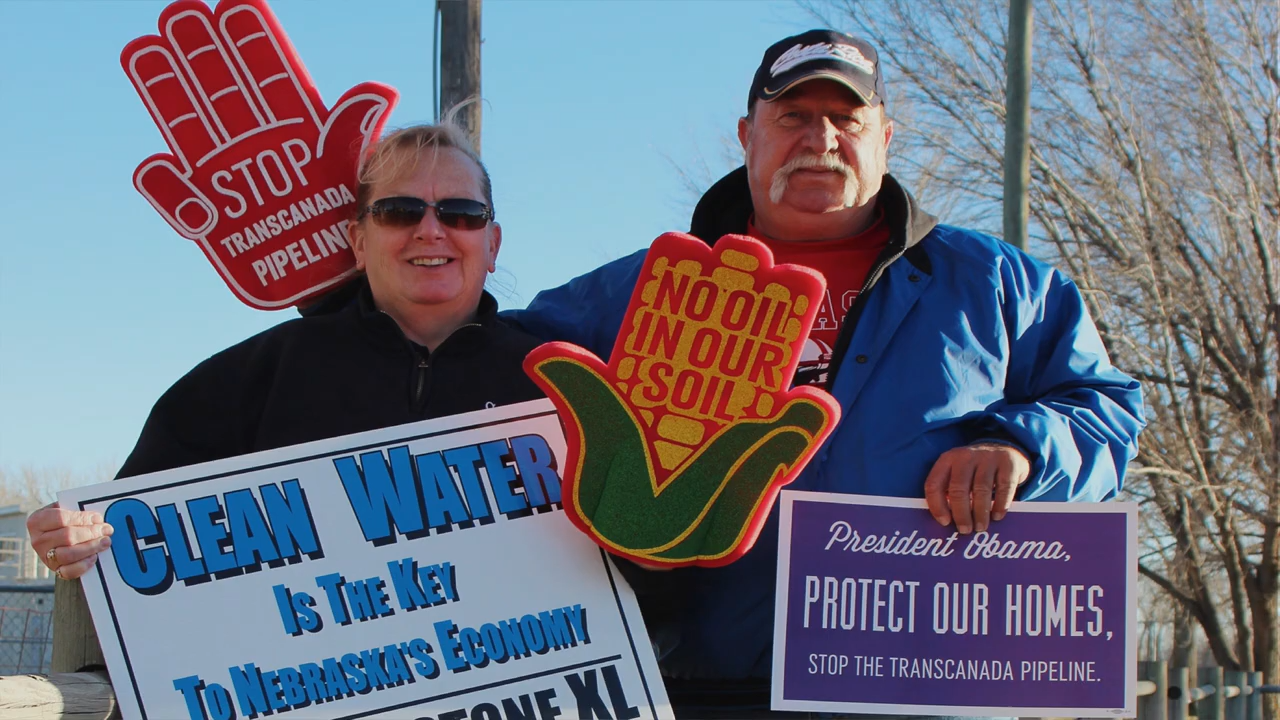 STOP
TRANSCANADA
PIPELINE
NO OIL
IN OUR
SOIL
CLEAN WATER
IS THE KEY
TO NEBRASKA'S ECONOMY
XL
President Obama,
PROTECT OUR HOMES,
STOP THE TRANSCANADA PIPELINE.